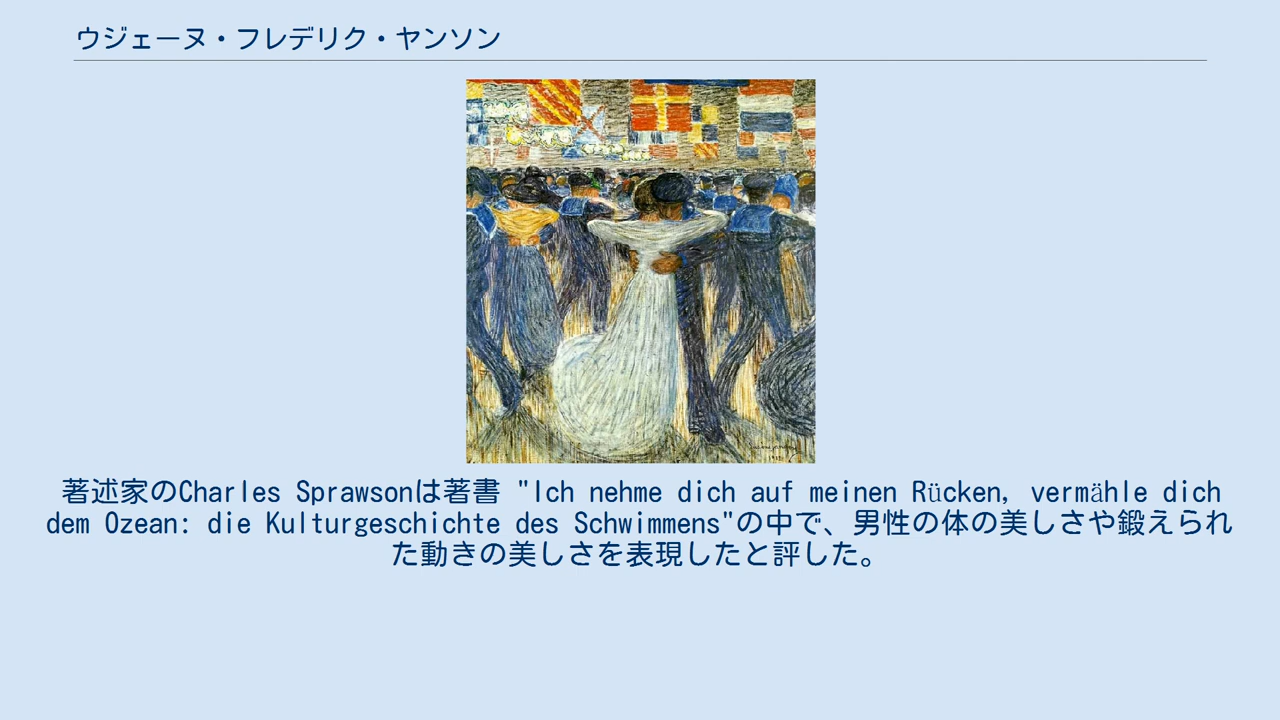 ウジェーヌ・フレデリク・ヤンソン
著述家のCharles Sprawsonは著書 "Ich nehme dich auf meinen Rücken, vermähle dich
dem Ozean: die Kulturgeschichte des Schwimmens"の中で、男性の体の美しさや鍛えられ
た動きの美しさを表現したと評した。